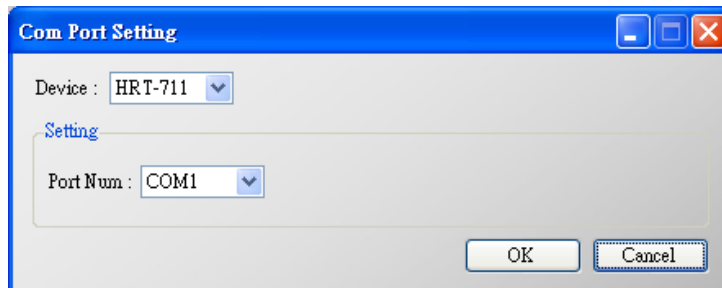 Com Port Setting
Device : HRT-711
Setting
Port Num : COM1
OK Cancel